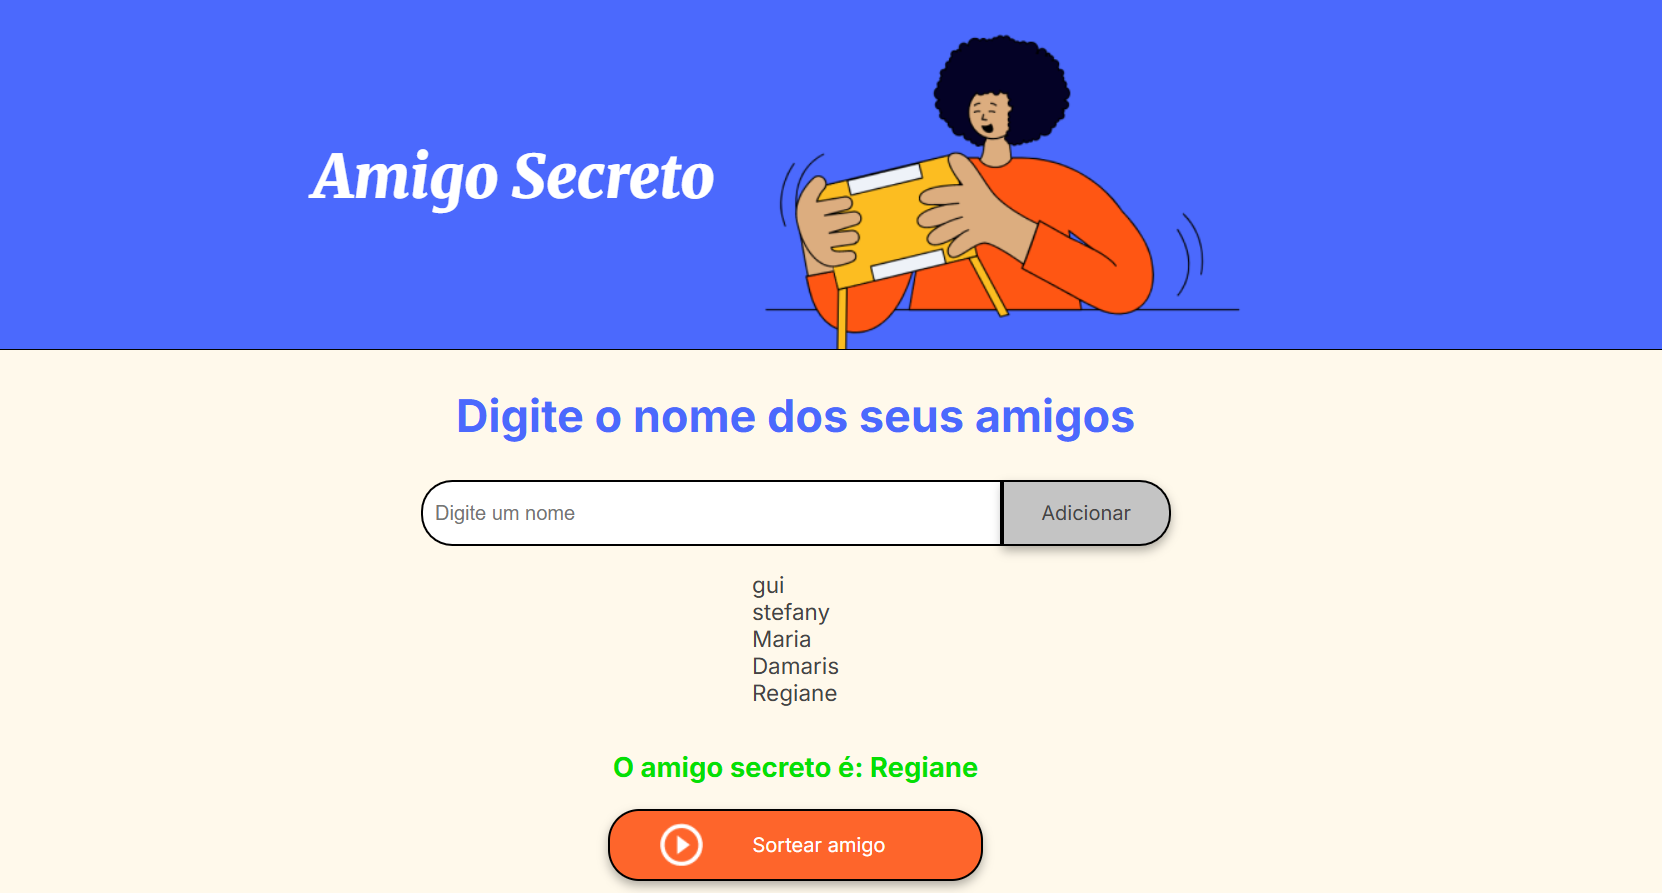 Amigo Secreto
Digite o nome dos seus amigos
Digite um nome
Adicionar
gui
stefany
Maria
Damaris
Regiane
O amigo secreto é: Regiane
Sortear amigo